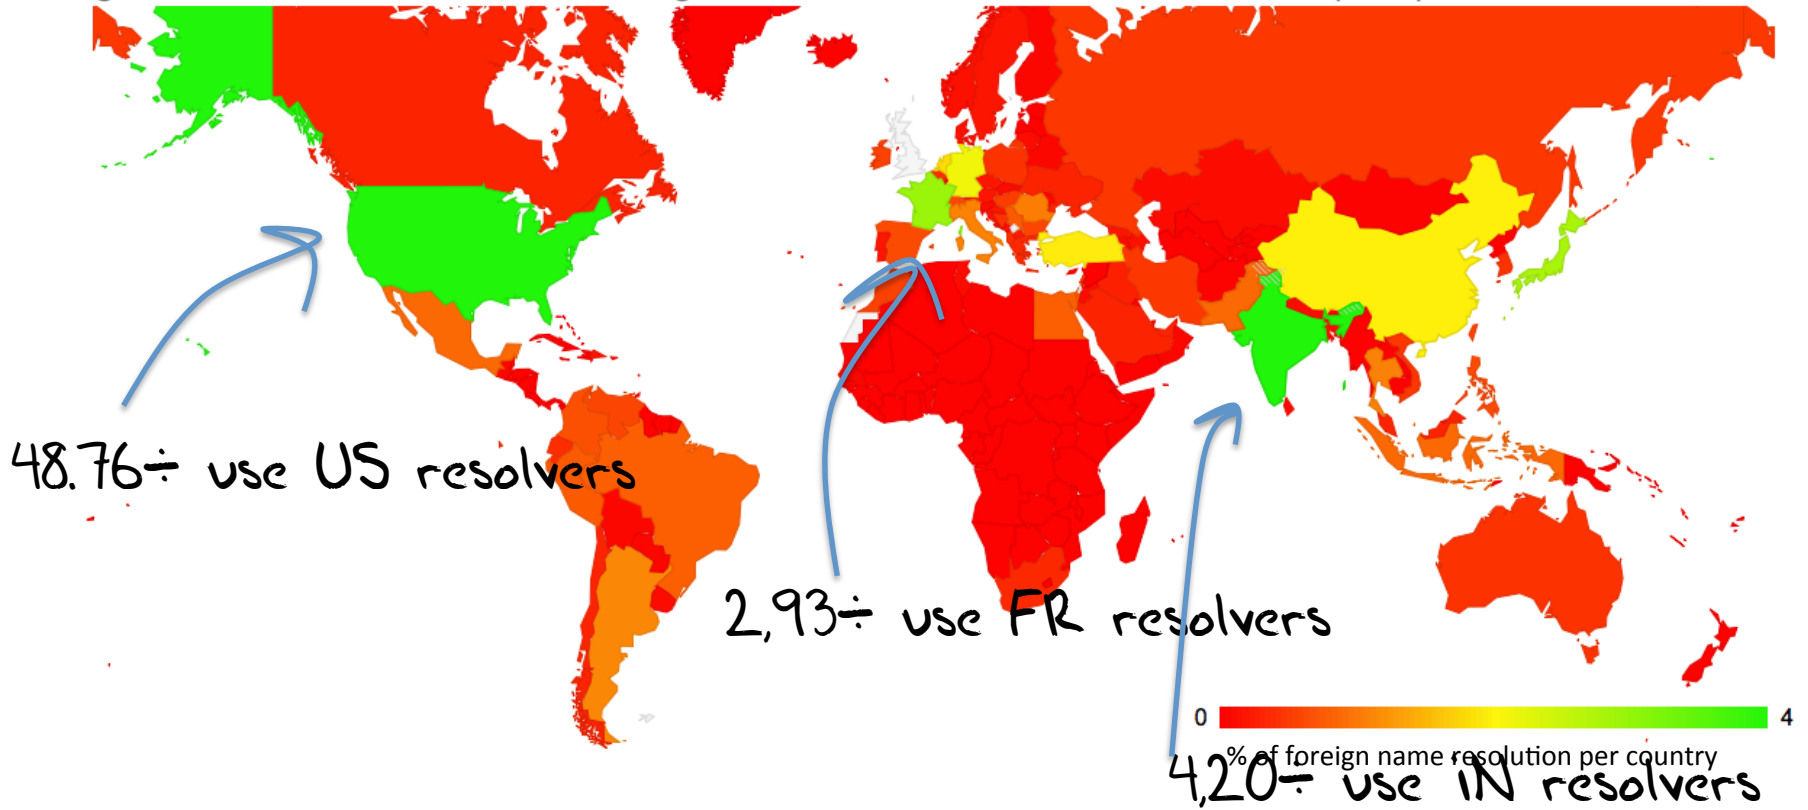 48.76÷ use US resolvers
2,93÷ use FR resolvers
0 4
% of foreign name resolution per country
4,20÷ use iN resolvers